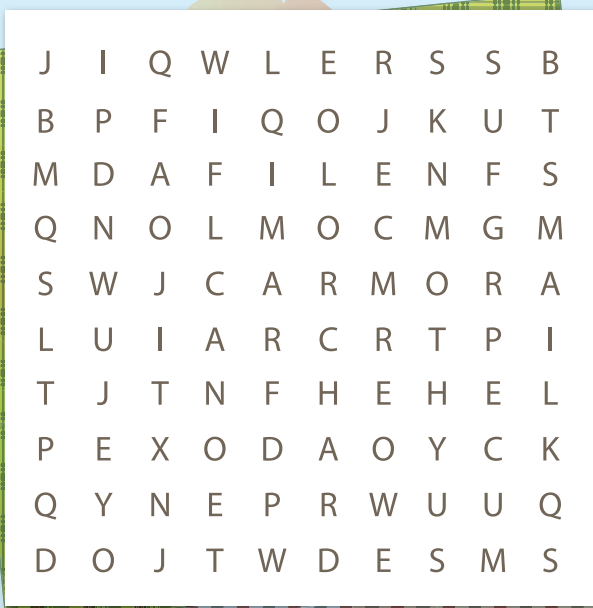 J I Q W L E R S S B
B P F I Q O J K U T
M D A F I L E N F S
Q N O L M O C M G M
S W J C A R M O R A
L U I A R C R T P I
T J T N F H E H E L
P E X O D A O Y C K
Q Y N E P R W U U Q
D O J T W D E S M S